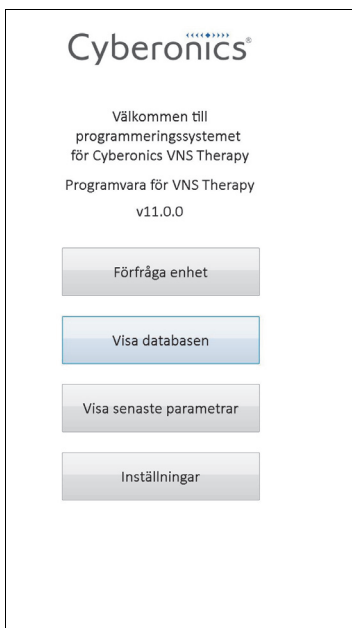 Cyberonics®
Välkommen till
programmeringssystemet
för Cyberonics VNS Therapy
Programvara för VNS Therapy
v11.0.0
Förfråga enhet
Visa databasen
Visa senaste parametrar
Inställningar